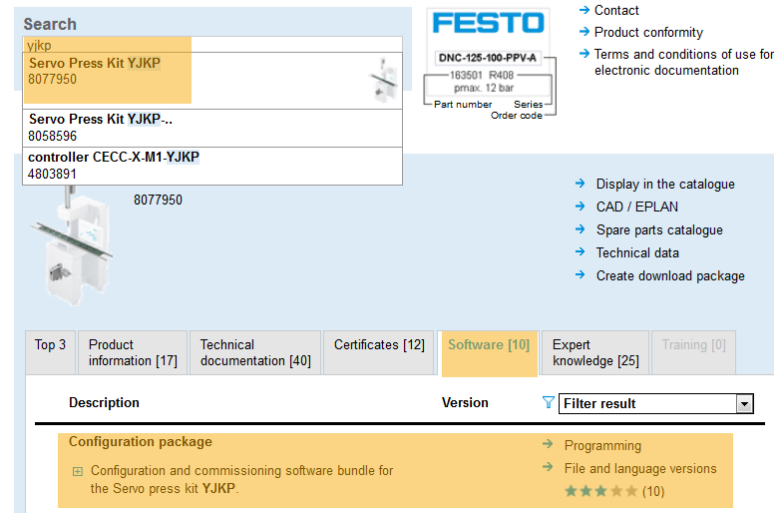 Search
yjkp
Servo Press Kit YJKP
8077950
Servo Press Kit YJKP-..
8058596
controller CECC-X-M1-YJKP
4803891
FESTO
DNC-125-100-PPV-A
163501 R408
pmax. 12 bar
Part number Series
Order code
Contact
Product conformity
Terms and conditions of use for
electronic documentation
8077950
Display in the catalogue
CAD / EPLAN
Spare parts catalogue
Technical data
Create download package
Top 3
Product
information [17]
Technical
documentation [40]
Certificates [12]
Software [10]
Expert
knowledge [25]
Training [0]
Description Version Filter result
Configuration package
Configuration and commissioning software bundle for
the Servo press kit YJKP.
Programming
File and language versions
(10)